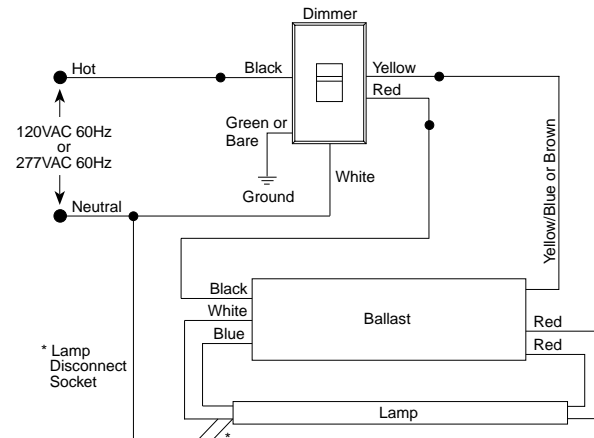 Dimmer
Hot
Black
Yellow
Red
Green or
Bare
120VAC 60Hz
or
277VAC 60Hz
White
Ground
Neutral
Yellow/Blue or Brown
Black
White
Blue
Ballast
Red
Red
* Lamp
Disconnect
Socket
Lamp
*